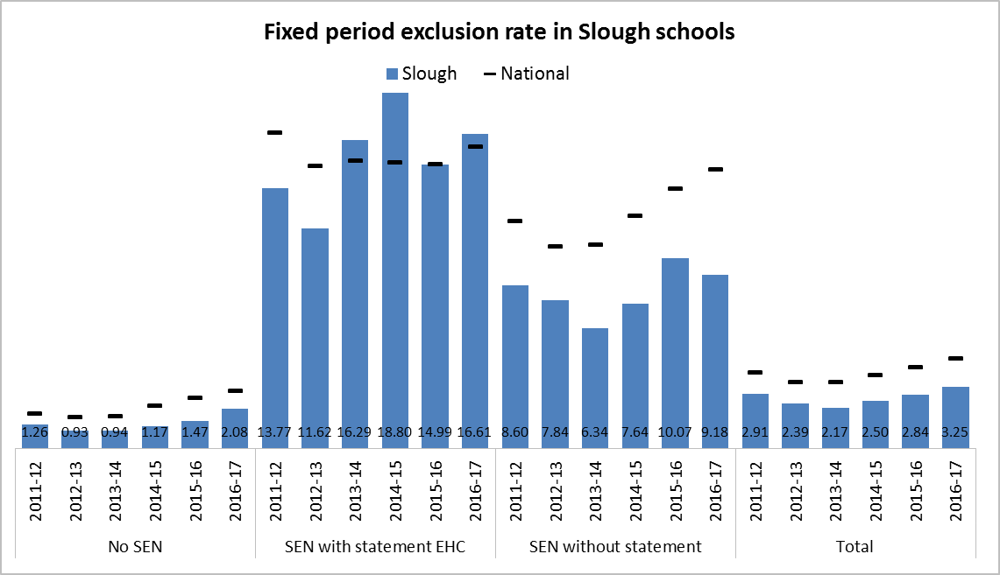 Fixed period exclusion rate in Slough schools
Slough National
1.26 0.93 0.94 1.17 1.47 2.08 13.77 11.62 16.29 18.80 14.99 16.61 8.60 7.84 6.34 7.64 10.07 9.18 2.91 2.39 2.17 2.50 2.84 3.25
2011-12 2012-13 2013-14 2014-15 2015-16 2016-17 2011-12 2012-13 2013-14 2014-15 2015-16 2016-17 2011-12 2012-13 2013-14 2014-15 2015-16 2016-17 2011-12 2012-13 2013-14 2014-15 2015-16 2016-17
No SEN SEN with statement EHC SEN without statement Total